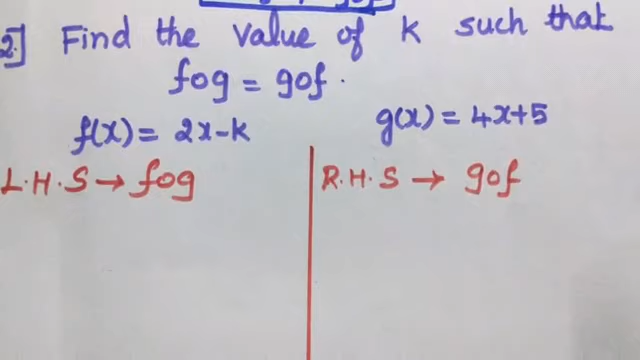 2] Find the value of k such that
fog = gof.
f(x) = 2x-k g(x) = 4x+5
L.H.S → fog R.H.S → gof